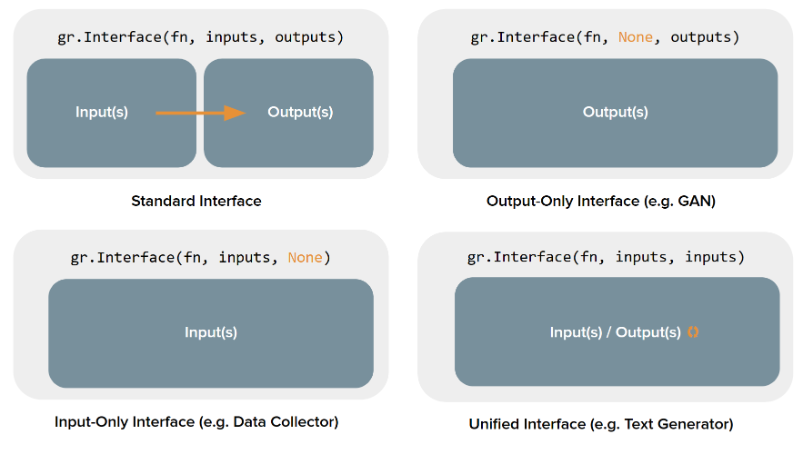 gr.Interface(fn, inputs, outputs)
Input(s)
Output(s)
Standard Interface
gr.Interface(fn, None, outputs)
Output(s)
Output-Only Interface (e.g. GAN)
gr.Interface(fn, inputs, None)
Input(s)
Input-Only Interface (e.g. Data Collector)
gr.Interface(fn, inputs, inputs)
Input(s) / Output(s)
Unified Interface (e.g. Text Generator)